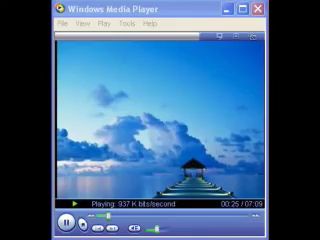 Windows Media Player
File View Play Tools Help
Playing: 937 K bits/second 00:25 / 07:09